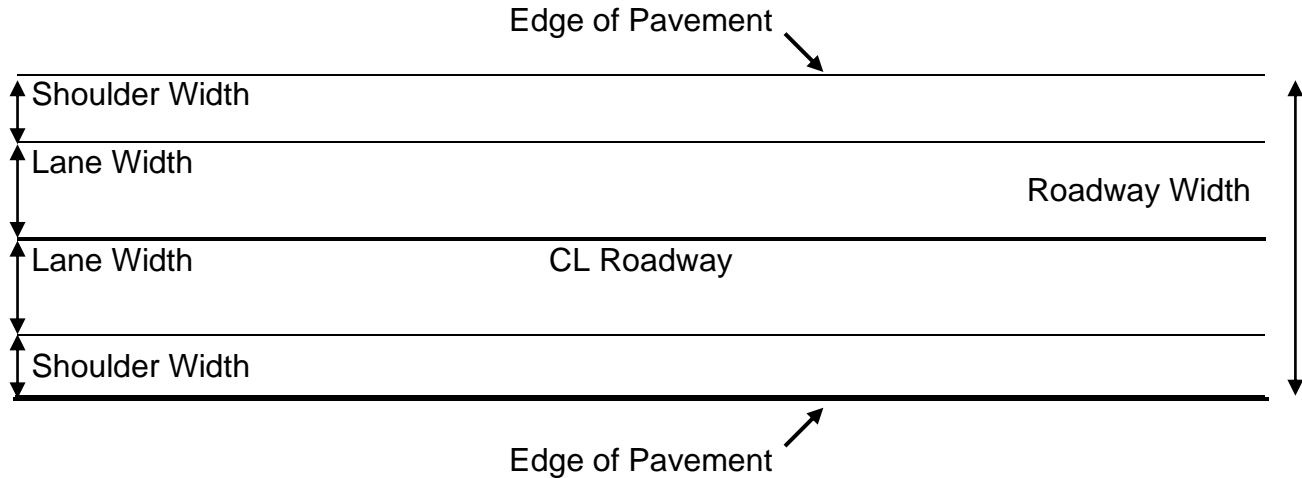 Edge of Pavement
Shoulder Width
Lane Width
Roadway Width
Lane Width
CL Roadway
Shoulder Width
Edge of Pavement